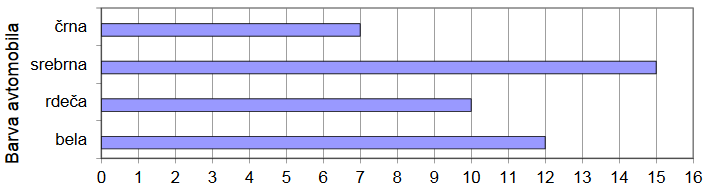 Barva avtomobila
črna
srebrna
rdeča
bela
0 1 2 3 4 5 6 7 8 9 10 11 12 13 14 15 16